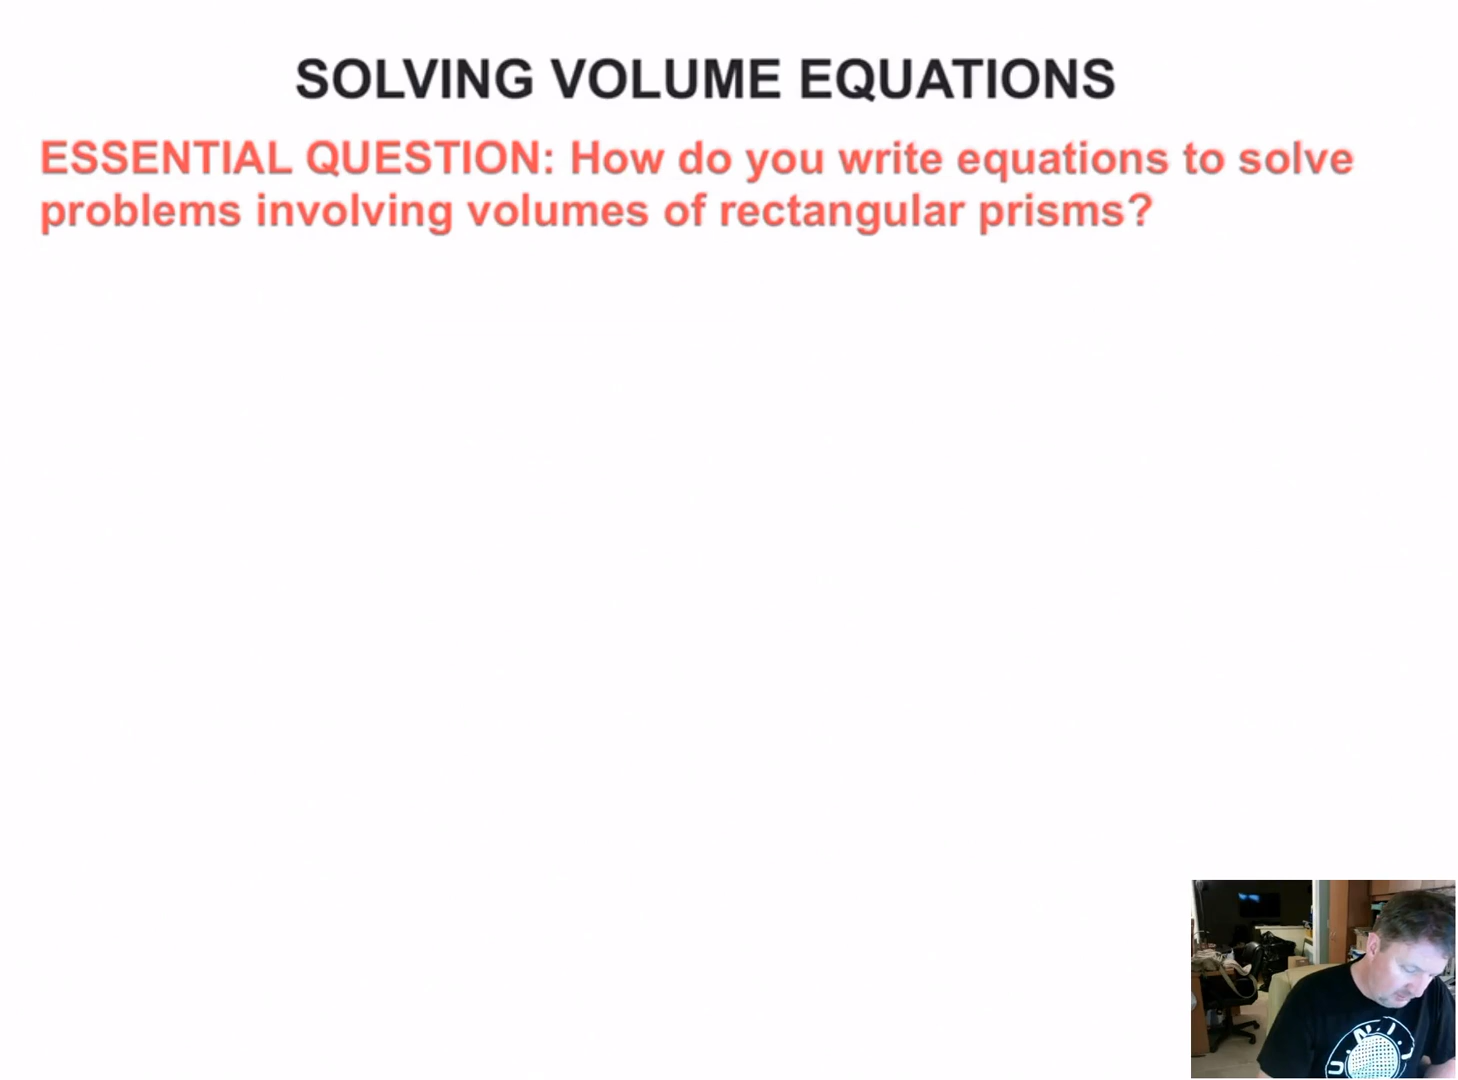 SOLVING VOLUME EQUATIONS
ESSENTIAL QUESTION: How do you write equations to solve
problems involving volumes of rectangular prisms?